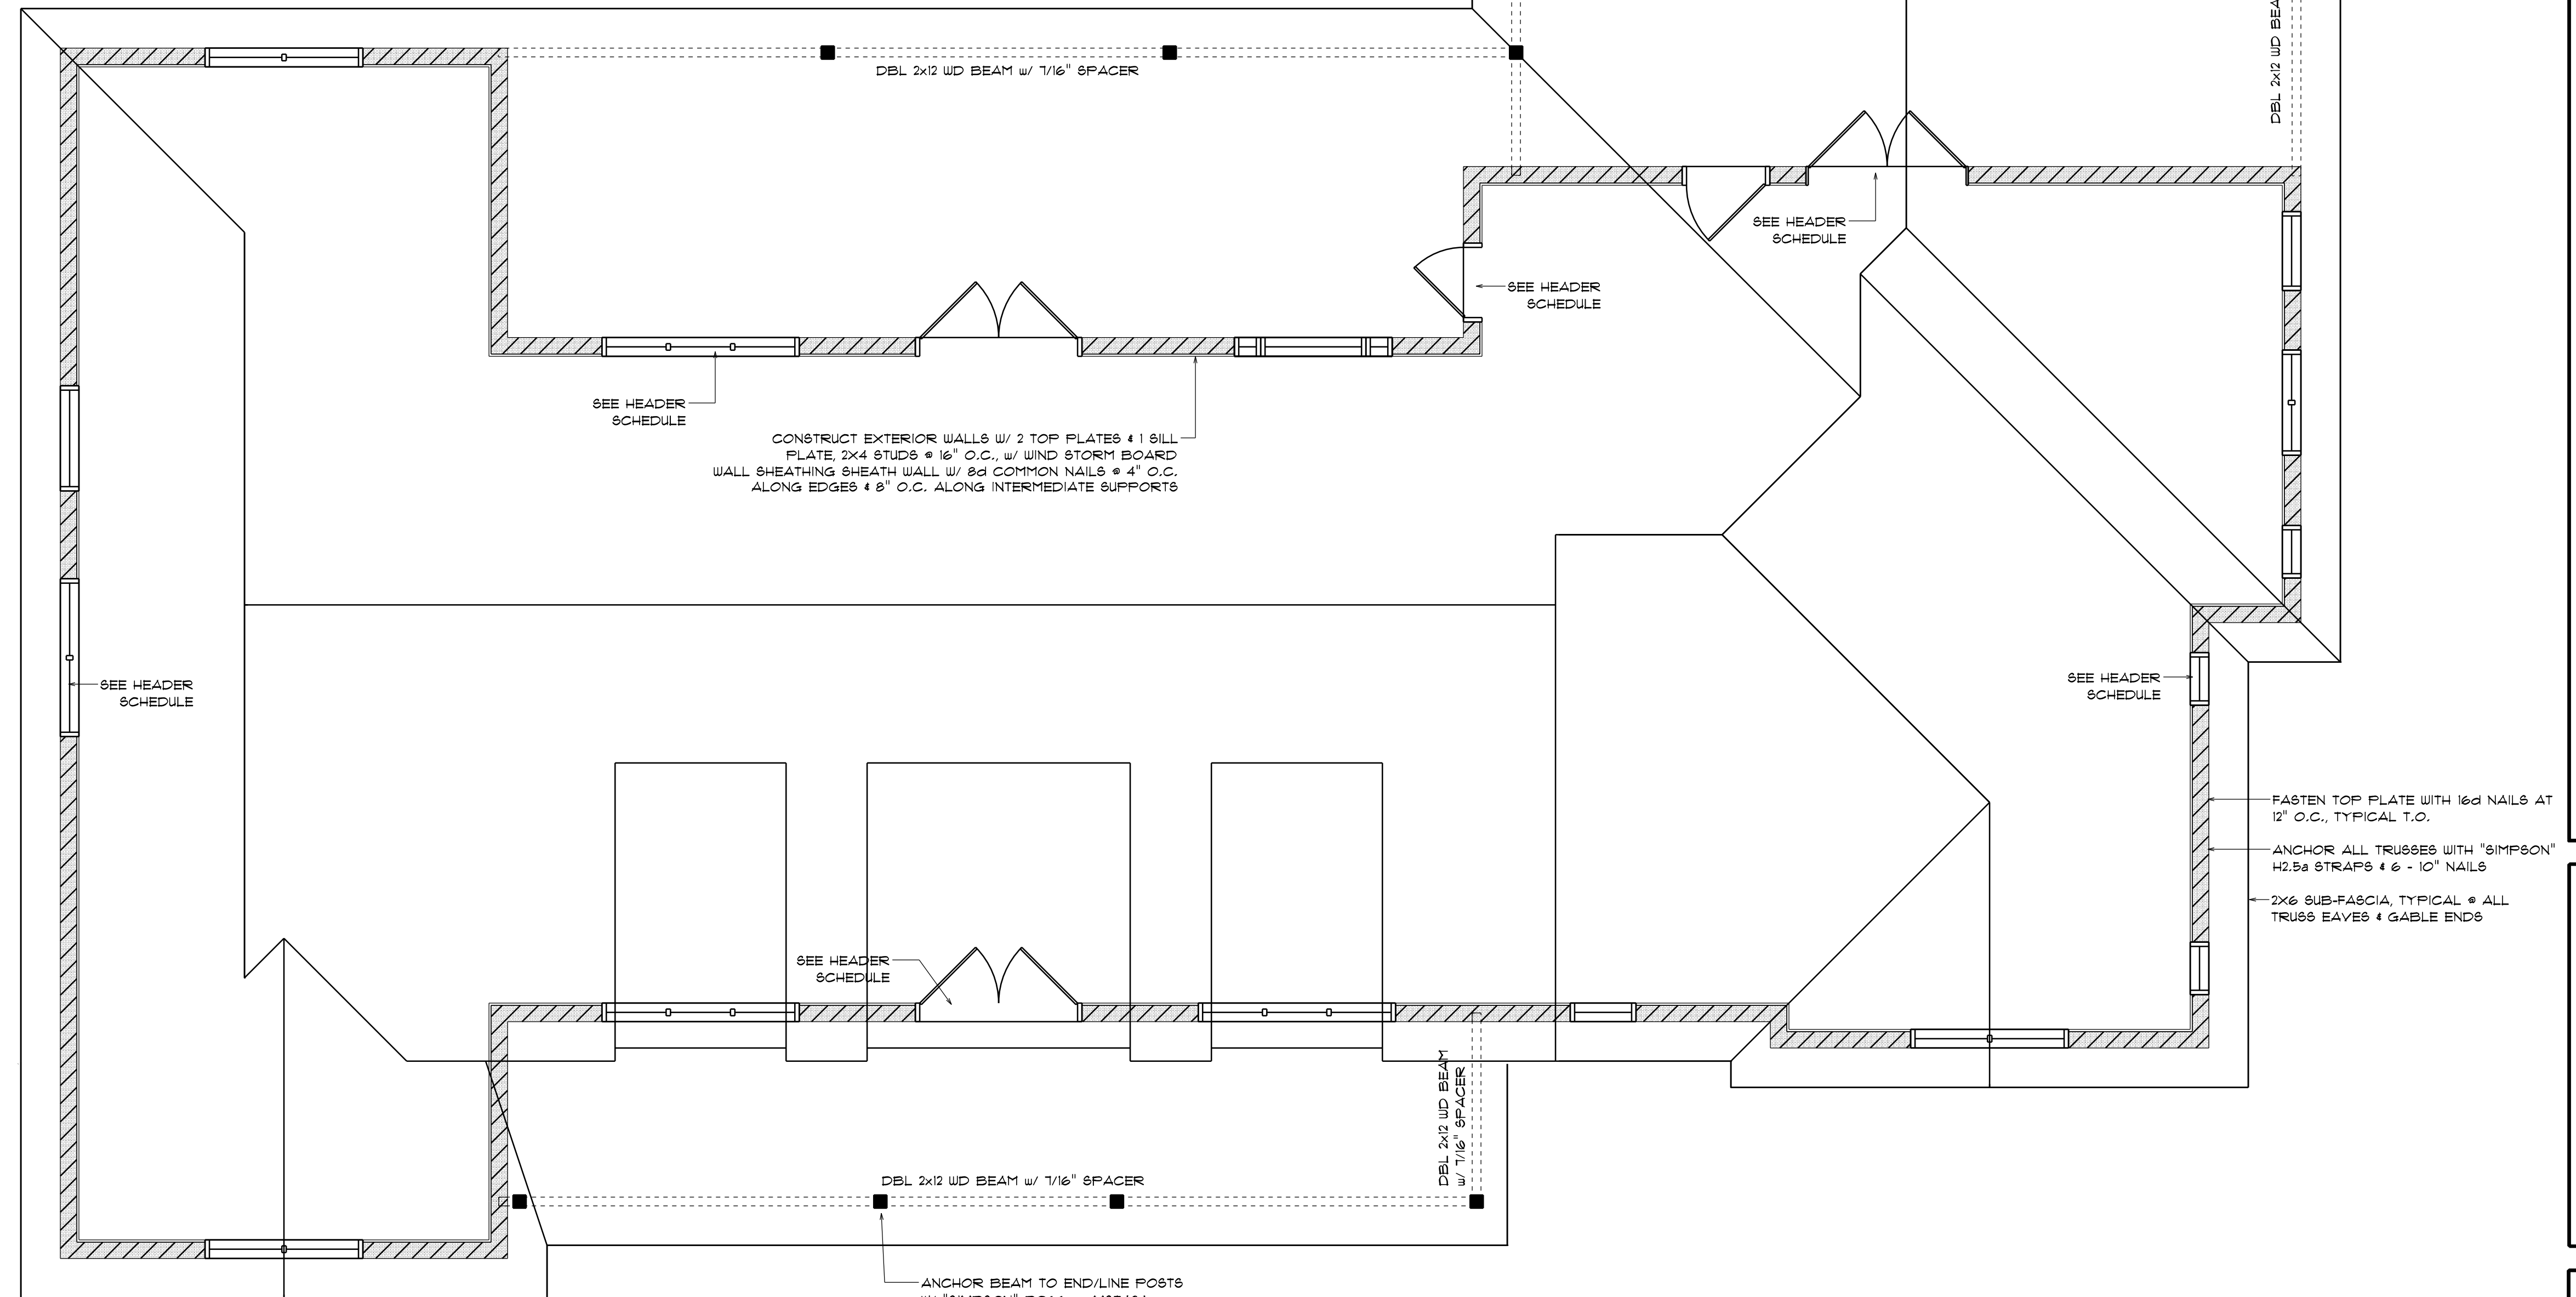 DBL 2x12 WD BEAM w/ 7/16" SPACER
DBL 2x12 WD BEA
SEE HEADER
SCHEDULE
SEE HEADER
SCHEDULE
SEE HEADER
SCHEDULE
CONSTRUCT EXTERIOR WALLS W/ 2 TOP PLATES & 1 SILL
PLATE, 2X4 STUDS @ 16" O.C., w/ WIND STORM BOARD
WALL SHEATHING SHEATH WALL W/ 8d COMMON NAILS @ 4" O.C.
ALONG EDGES & 8" O.C. ALONG INTERMEDIATE SUPPORTS
SEE HEADER
SCHEDULE
SEE HEADER
SCHEDULE
FASTEN TOP PLATE WITH 16d NAILS AT
12" O.C., TYPICAL T.O.
ANCHOR ALL TRUSSES WITH "SIMPSON"
H2.5a STRAPS & 6 - 10" NAILS
2X6 SUB-FASCIA, TYPICAL @ ALL
TRUSS EAVES & GABLE ENDS
SEE HEADER
SCHEDULE
DBL 2x12 WD BEAM
w/ 7/16" SPACER
DBL 2x12 WD BEAM w/ 7/16" SPACER
ANCHOR BEAM TO END/LINE POSTS